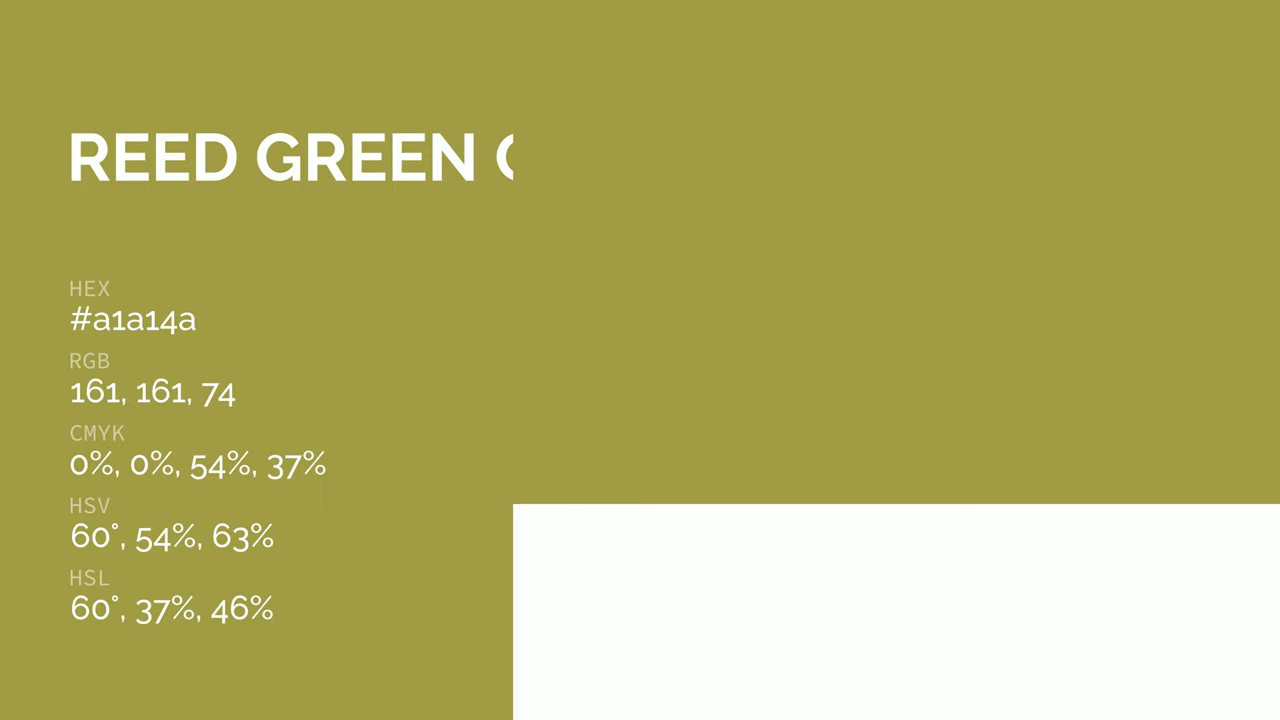 REED GREEN
HEX
#a1a14a
RGB
161, 161, 74
CMYK
0%, 0%, 54%, 37%
HSV
60°, 54%, 63%
HSL
60°, 37%, 46%